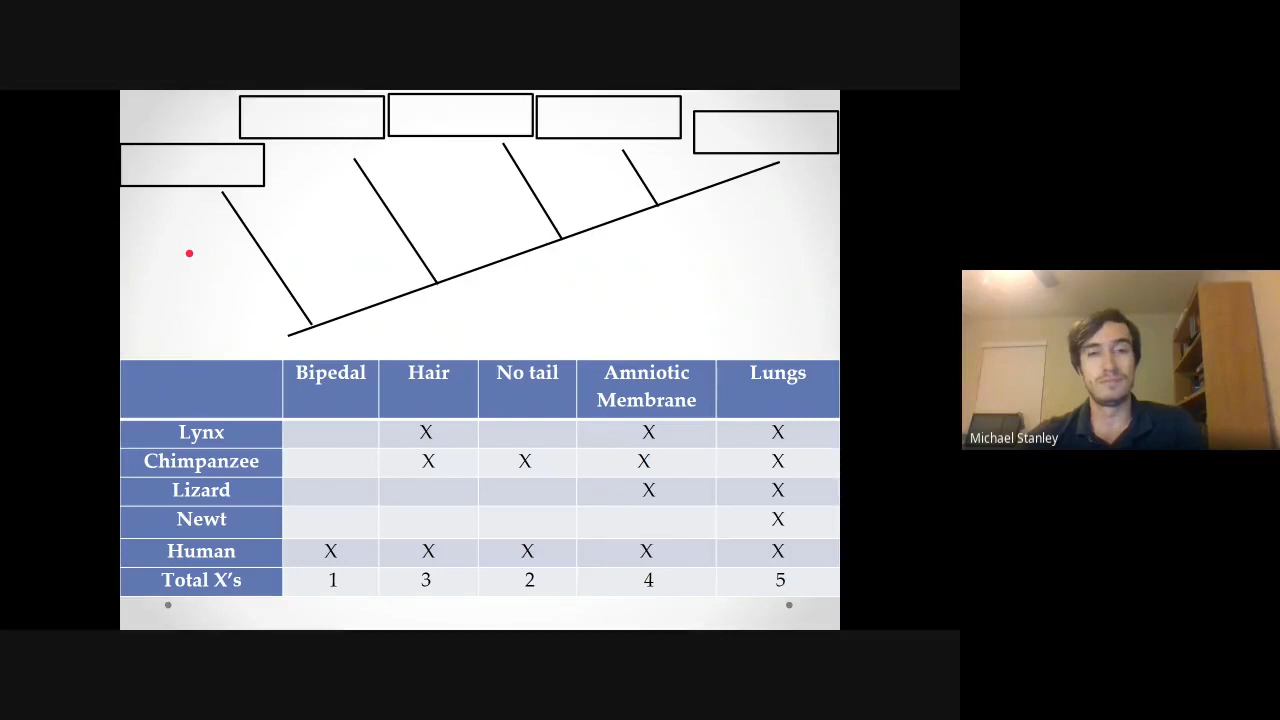 Bipedal Hair No tail Amniotic Lungs
Membrane
Lynx X X X
Chimpanzee X X X X
Lizard X X
Newt X
Human X X X X X
Total X's 1 3 2 4 5
Michael Stanley